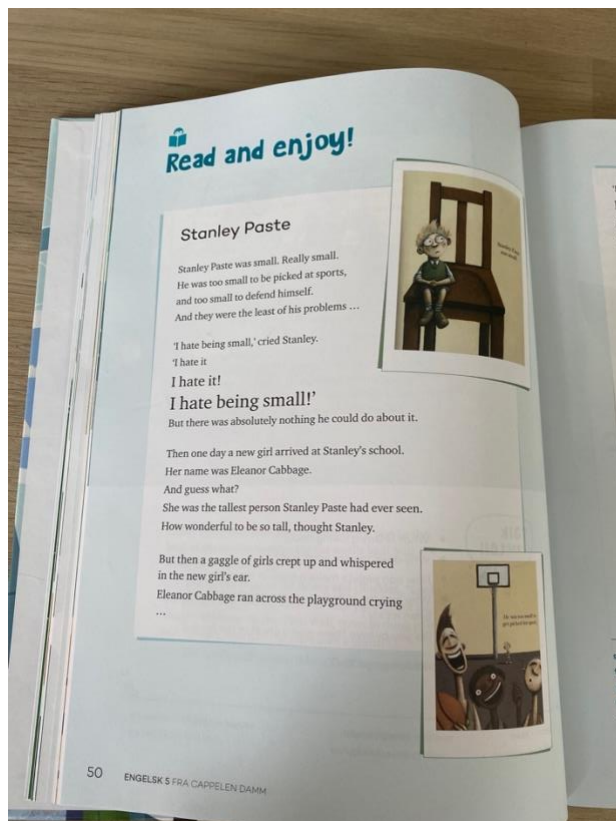 Read and enjoy!
Stanley Paste
Stanley Paste was small. Really small.
He was too small to be picked at sports,
and too small to defend himself.
And they were the least of his problems ...
'I hate being small,' cried Stanley.
'I hate it
I hate it!
I hate being small!'
But there was absolutely nothing he could do about it.
Then one day a new girl arrived at Stanley's school.
Her name was Eleanor Cabbage.
And guess what?
She was the tallest person Stanley Paste had ever seen.
How wonderful to be so tall, thought Stanley.
But then a gaggle of girls crept up and whispered
in the new girl's ear.
Eleanor Cabbage ran across the playground crying
...
50 ENGELSK 5 FRA CAPPELEN DAMM